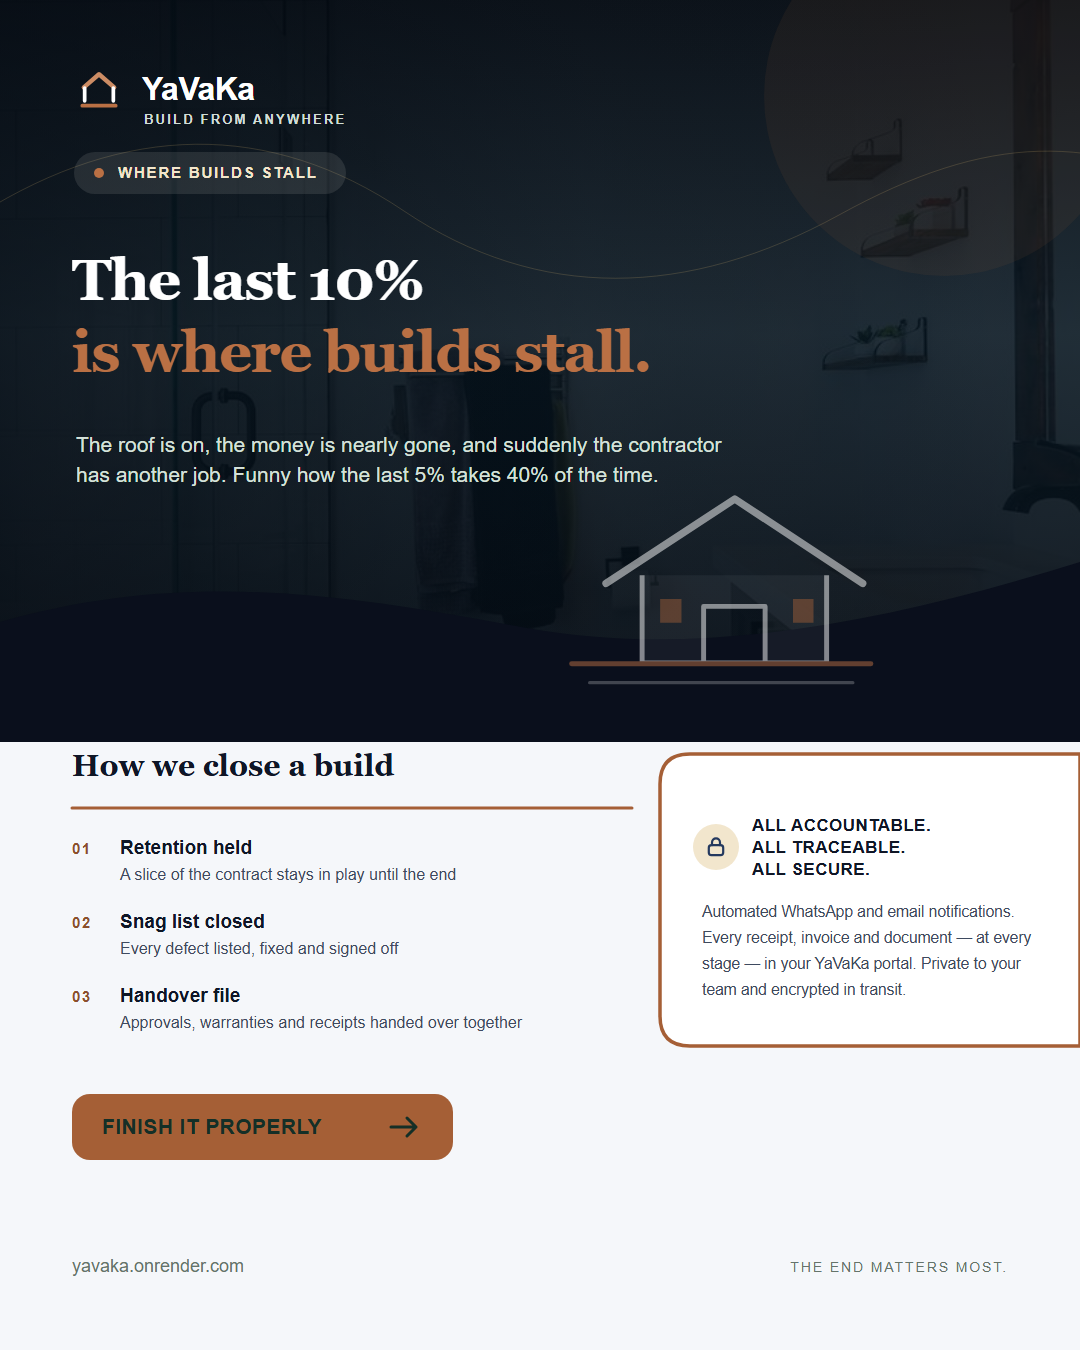 YaVaKa
BUILD FROM ANYWHERE
WHERE BUILDS STALL
The last 10%
is where builds stall.
The roof is on, the money is nearly gone, and suddenly the contractor
has another job. Funny how the last 5% takes 40% of the time.
How we close a build
01 Retention held
A slice of the contract stays in play until the end
02 Snag list closed
Every defect listed, fixed and signed off
03 Handover file
Approvals, warranties and receipts handed over together
ALL ACCOUNTABLE.
ALL TRACEABLE.
ALL SECURE.
Automated WhatsApp and email notifications.
Every receipt, invoice and document — at every
stage — in your YaVaKa portal. Private to your
team and encrypted in transit.
FINISH IT PROPERLY
yavaka.onrender.com
THE END MATTERS MOST.